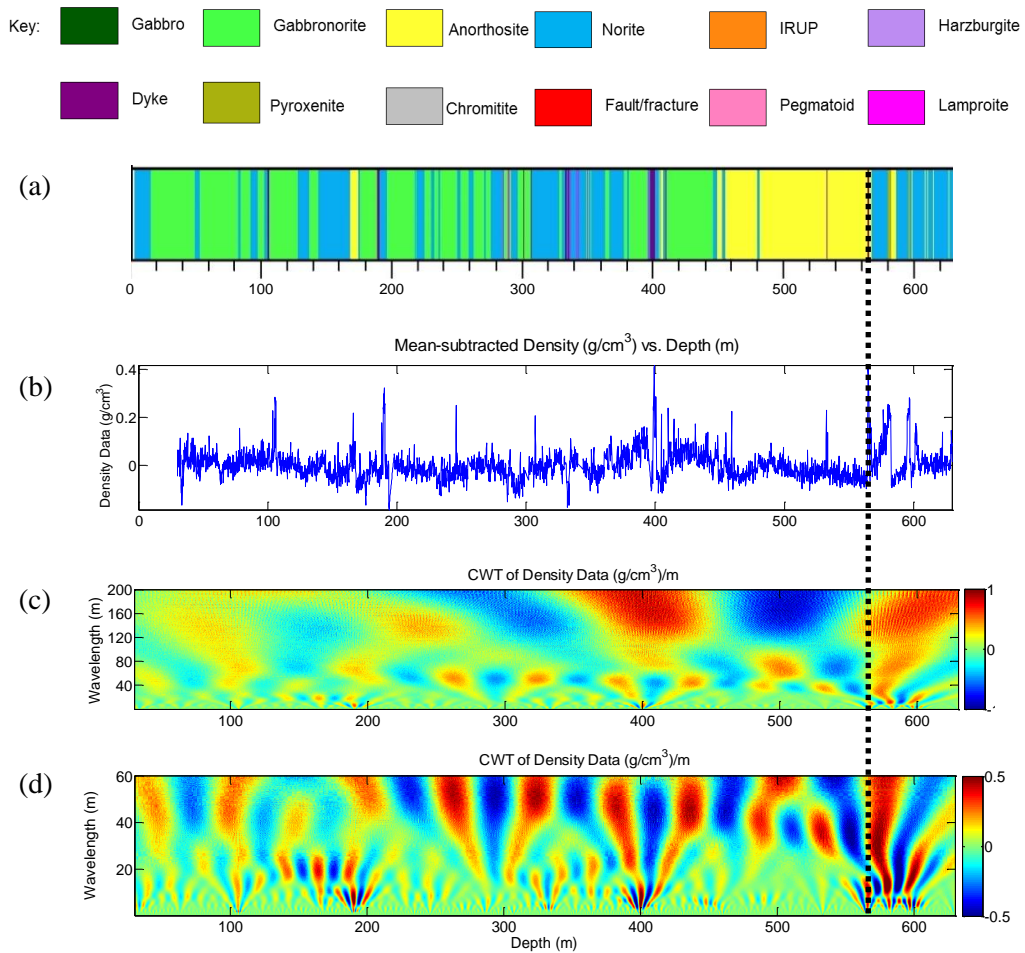 Key: Gabbro Gabbronorite Anorthosite Norite IRUP Harzburgite
Dyke Pyroxenite Chromitite Fault/fracture Pegmatoid Lamproite
(a)
0 100 200 300 400 500 600
Mean-subtracted Density (g/cm3) vs. Depth (m)
(b)
Density Data (g/cm3)
0.4
0.2
0
0 100 200 300 400 500 600
CWT of Density Data (g/cm3)/m
(c)
Wavelength (m)
200
160
120
80
40
1
0
-1
100 200 300 400 500 600
CWT of Density Data (g/cm3)/m
(d)
Wavelength (m)
60
40
20
0.5
0
-0.5
100 200 300 400 500 600
Depth (m)